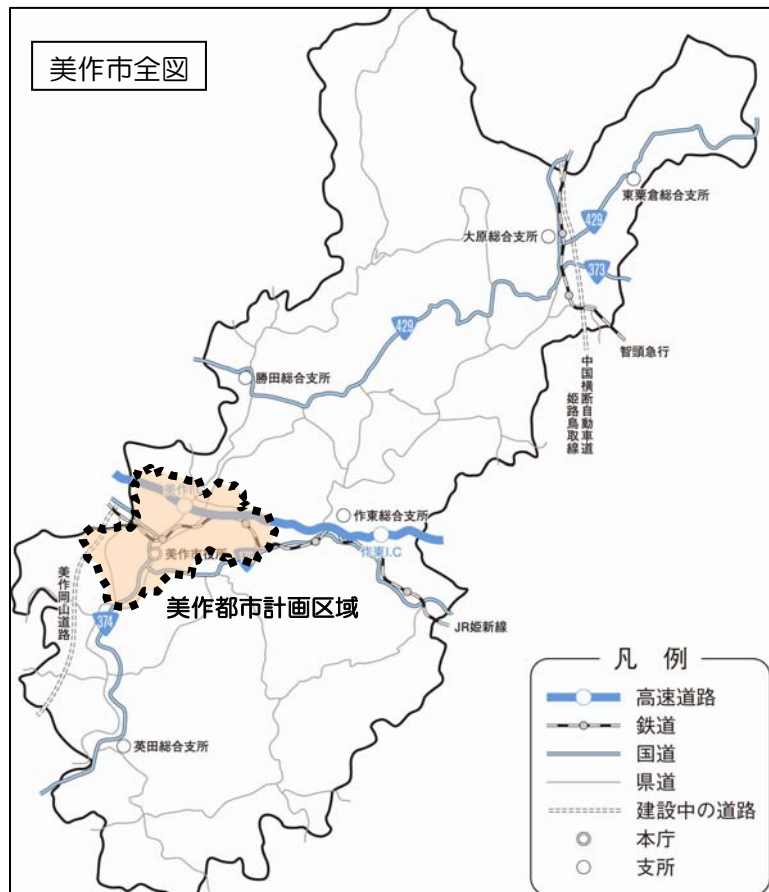 美作市全図
東粟倉総合支所
大原総合支所
429
373
智頭急行
429
中国横断自動車道
姫路鳥取線
勝田総合支所
作東総合支所
作東I.C
美作市役所
美作岡山道路
美作都市計画区域
374
JR姫新線
英田総合支所
凡 例
高速道路
鉄道
国道
県道
建設中の道路
本庁
支所